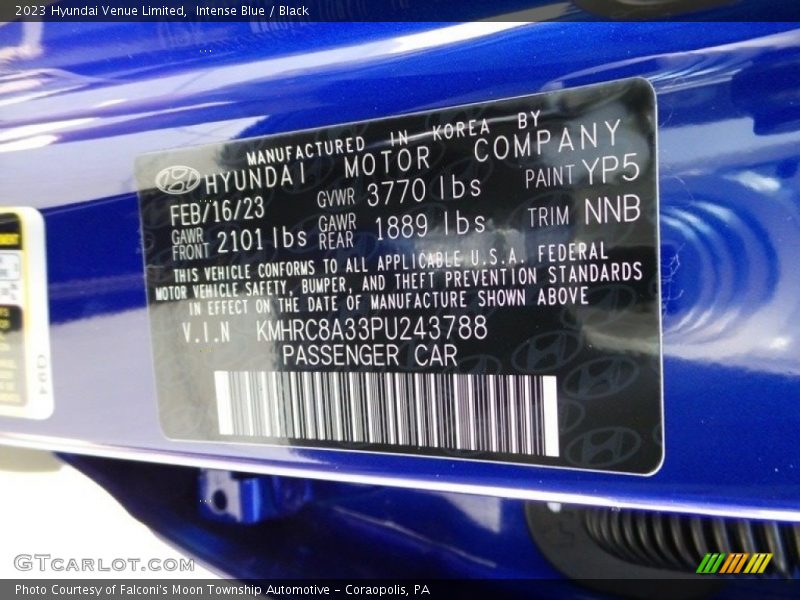 2023 Hyundai Venue Limited, Intense Blue / Black
MANUFACTURED IN KOREA BY
HYUNDAI MOTOR COMPANY
FEB/16/23 GVWR 3770 lbs PAINT YP5
GAWR FRONT 2101 lbs GAWR REAR 1889 lbs TRIM NNB
THIS VEHICLE CONFORMS TO ALL APPLICABLE U.S.A. FEDERAL
MOTOR VEHICLE SAFETY, BUMPER, AND THEFT PREVENTION STANDARDS
IN EFFECT ON THE DATE OF MANUFACTURE SHOWN ABOVE
V.I.N KMHRC8A33PU243788
PASSENGER CAR
GTCarlot.com
Photo Courtesy of Falconi's Moon Township Automotive - Coraopolis, PA